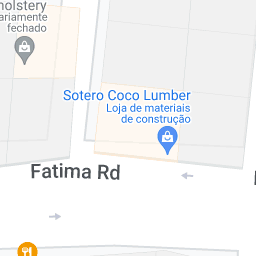 holstery
ariamente
fechado
Sotero Coco Lumber
Loja de materiais
de construção
Fatima Rd